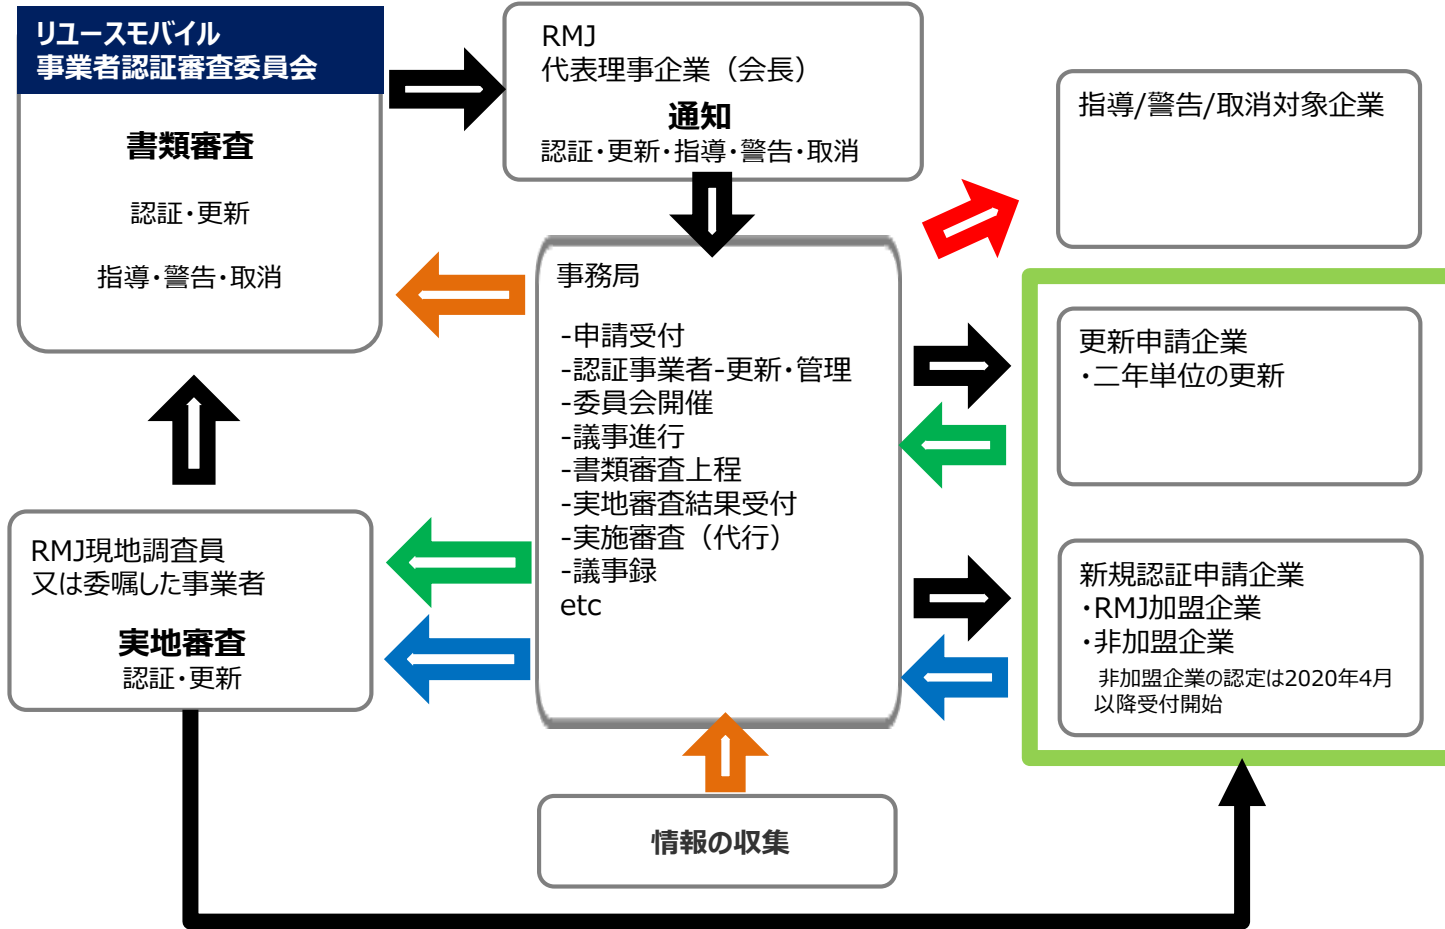 リユースモバイル
事業者認証審査委員会
書類審査
認証・更新
指導・警告・取消
RMJ
代表理事企業（会長）
通知
認証・更新・指導・警告・取消
指導/警告/取消対象企業
事務局
-申請受付
-認証事業者-更新・管理
-委員会開催
-議事進行
-書類審査上程
-実地審査結果受付
-実施審査（代行）
-議事録
etc
更新申請企業
・二年単位の更新
新規認証申請企業
・RMJ加盟企業
・非加盟企業
非加盟企業の認定は2020年4月
以降受付開始
RMJ現地調査員
又は委嘱した事業者
実地審査
認証・更新
情報の収集